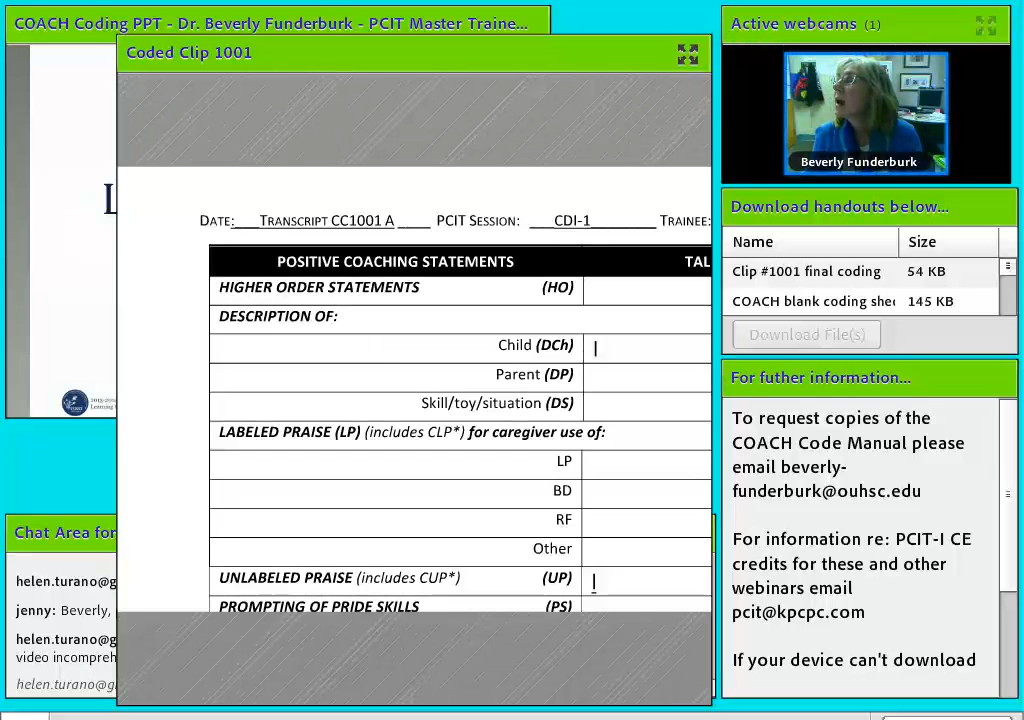 COACH Coding PPT - Dr. Beverly Funderburk - PCIT Master Traine...
Coded Clip 1001
DATE:___TRANSCRIPT CC1001 A ____ PCIT SESSION: ___CDI-1________ TRAINEE:
POSITIVE COACHING STATEMENTS TAL
HIGHER ORDER STATEMENTS (HO)
DESCRIPTION OF:
Child (DCh) |
Parent (DP)
Skill/toy/situation (DS)
LABELED PRAISE (LP) (includes CLP*) for caregiver use of:
LP
BD
RF
Other
UNLABELED PRAISE (includes CUP*) (UP) |
PROMPTING OF PRIDE SKILLS (PS)
L
Chat Area for
helen.turano@g
jenny: Beverly,
helen.turano@g
video incompreh
helen.turano@g
Active webcams (1)
Beverly Funderburk
Download handouts below...
Name Size
Clip #1001 final coding 54 KB
COACH blank coding shee 145 KB
Download File(s)
For futher information...
To request copies of the
COACH Code Manual please
email beverly-
funderburk@ouhsc.edu
For information re: PCIT-I CE
credits for these and other
webinars email
pcit@kpcpc.com
If your device can't download